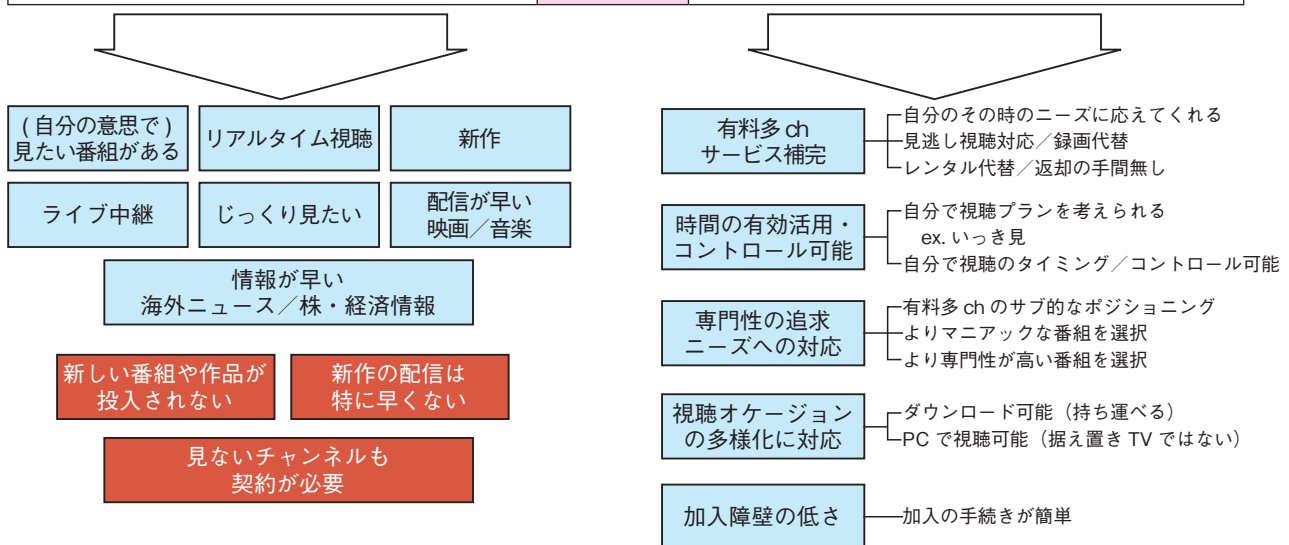 (自分の意思で)
見たい番組がある
リアルタイム視聴
新作
ライブ中継
じっくり見たい
配信が早い
映画／音楽
情報が早い
海外ニュース／株・経済情報
新しい番組や作品が
投入されない
新作の配信は
特に早くない
見ないチャンネルも
契約が必要
有料多ch
サービス補完
自分のその時のニーズに応えてくれる
見逃し視聴対応／録画代替
レンタル代替／返却の手間無し
時間の有効活用・
コントロール可能
自分で視聴プランを考えられる
ex. いっき見
自分で視聴のタイミング／コントロール可能
専門性の追求
ニーズへの対応
有料多chのサブ的なポジショニング
よりマニアックな番組を選択
より専門性が高い番組を選択
視聴オケージョン
の多様化に対応
ダウンロード可能（持ち運べる）
PCで視聴可能（据え置きTVではない）
加入障壁の低さ
加入の手続きが簡単